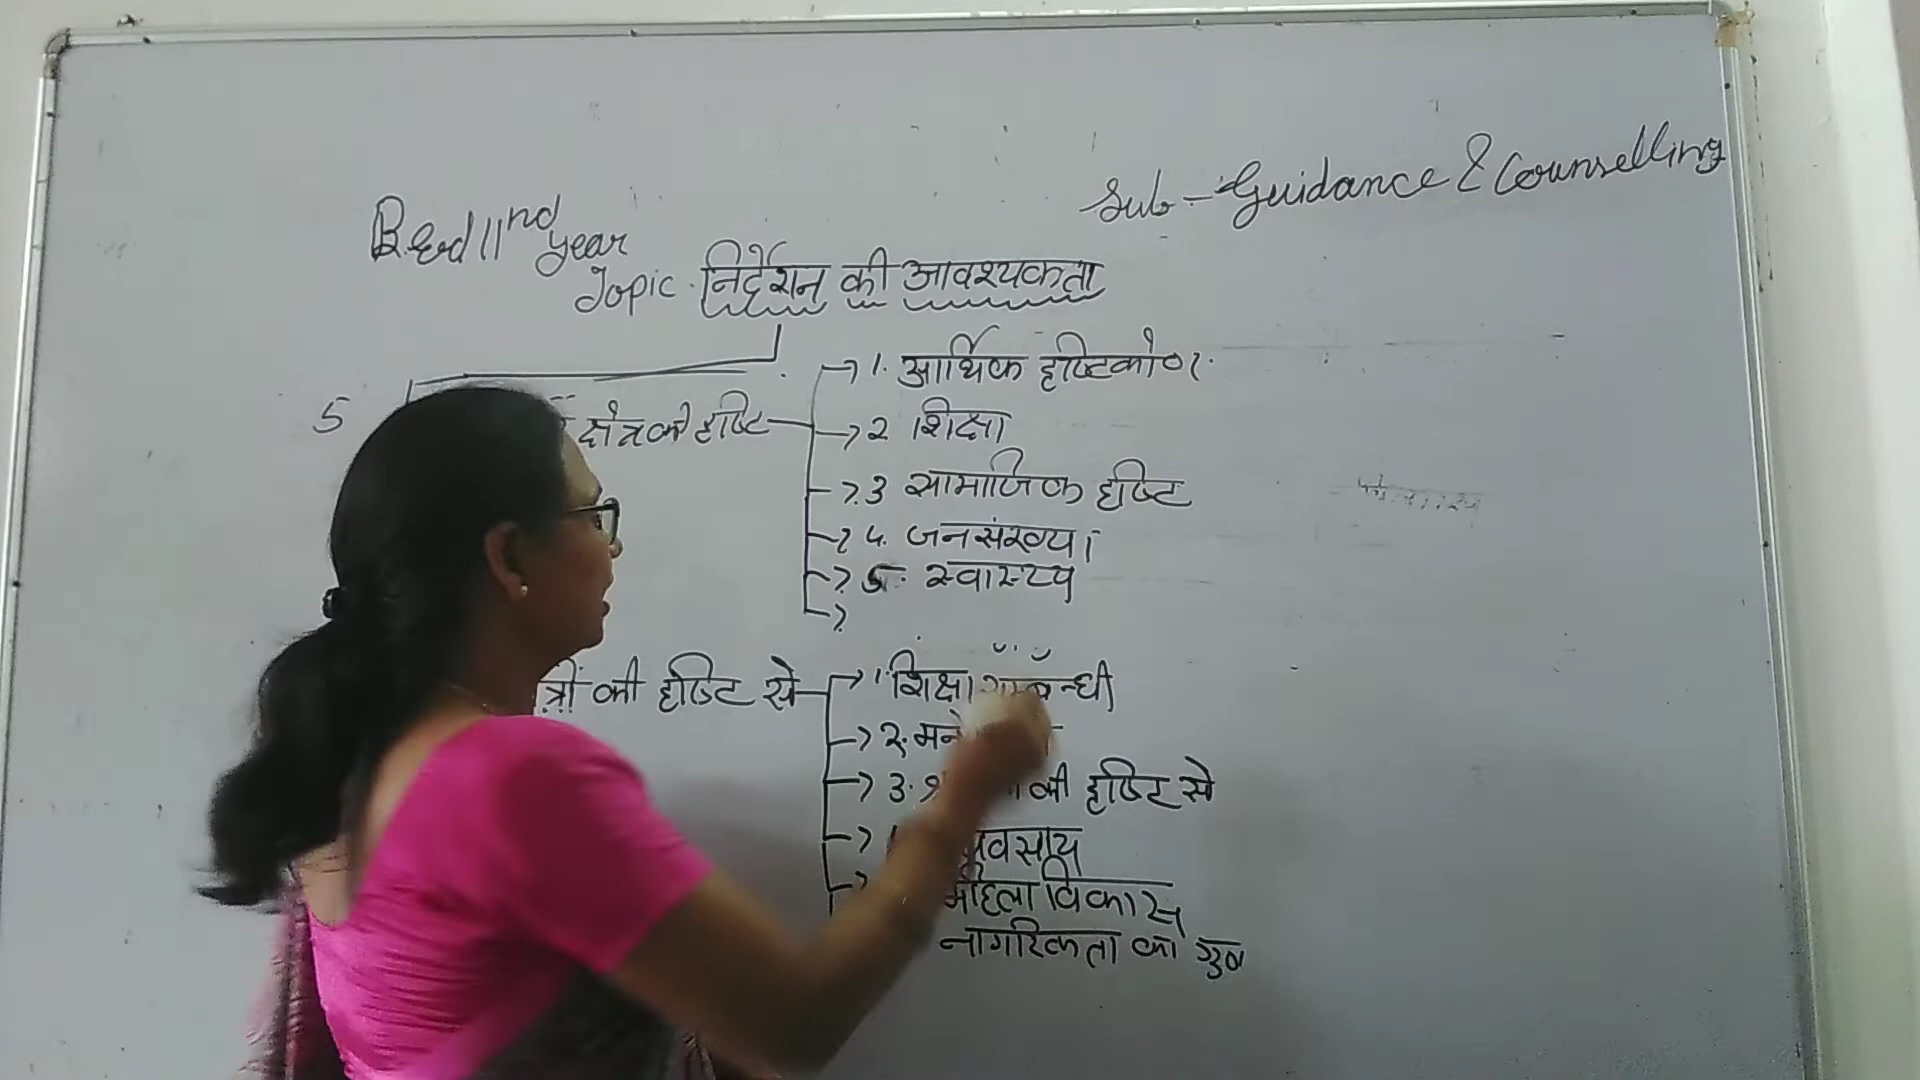 Sub - Guidance & Counselling
B.Ed IInd year
Topic. निर्देशन की आवश्यकता
1. आर्थिक दृष्टिकोण
5 क्षेत्र की दृष्टि
2 शिक्षा
3 सामाजिक दृष्टि
4. जनसंख्या
5. स्वास्थ्य
की दृष्टि से
1. शिक्षा सम्बन्धी
2.
3. की दृष्टि से
व्यवसाय
महिला विकास
नागरिकता का